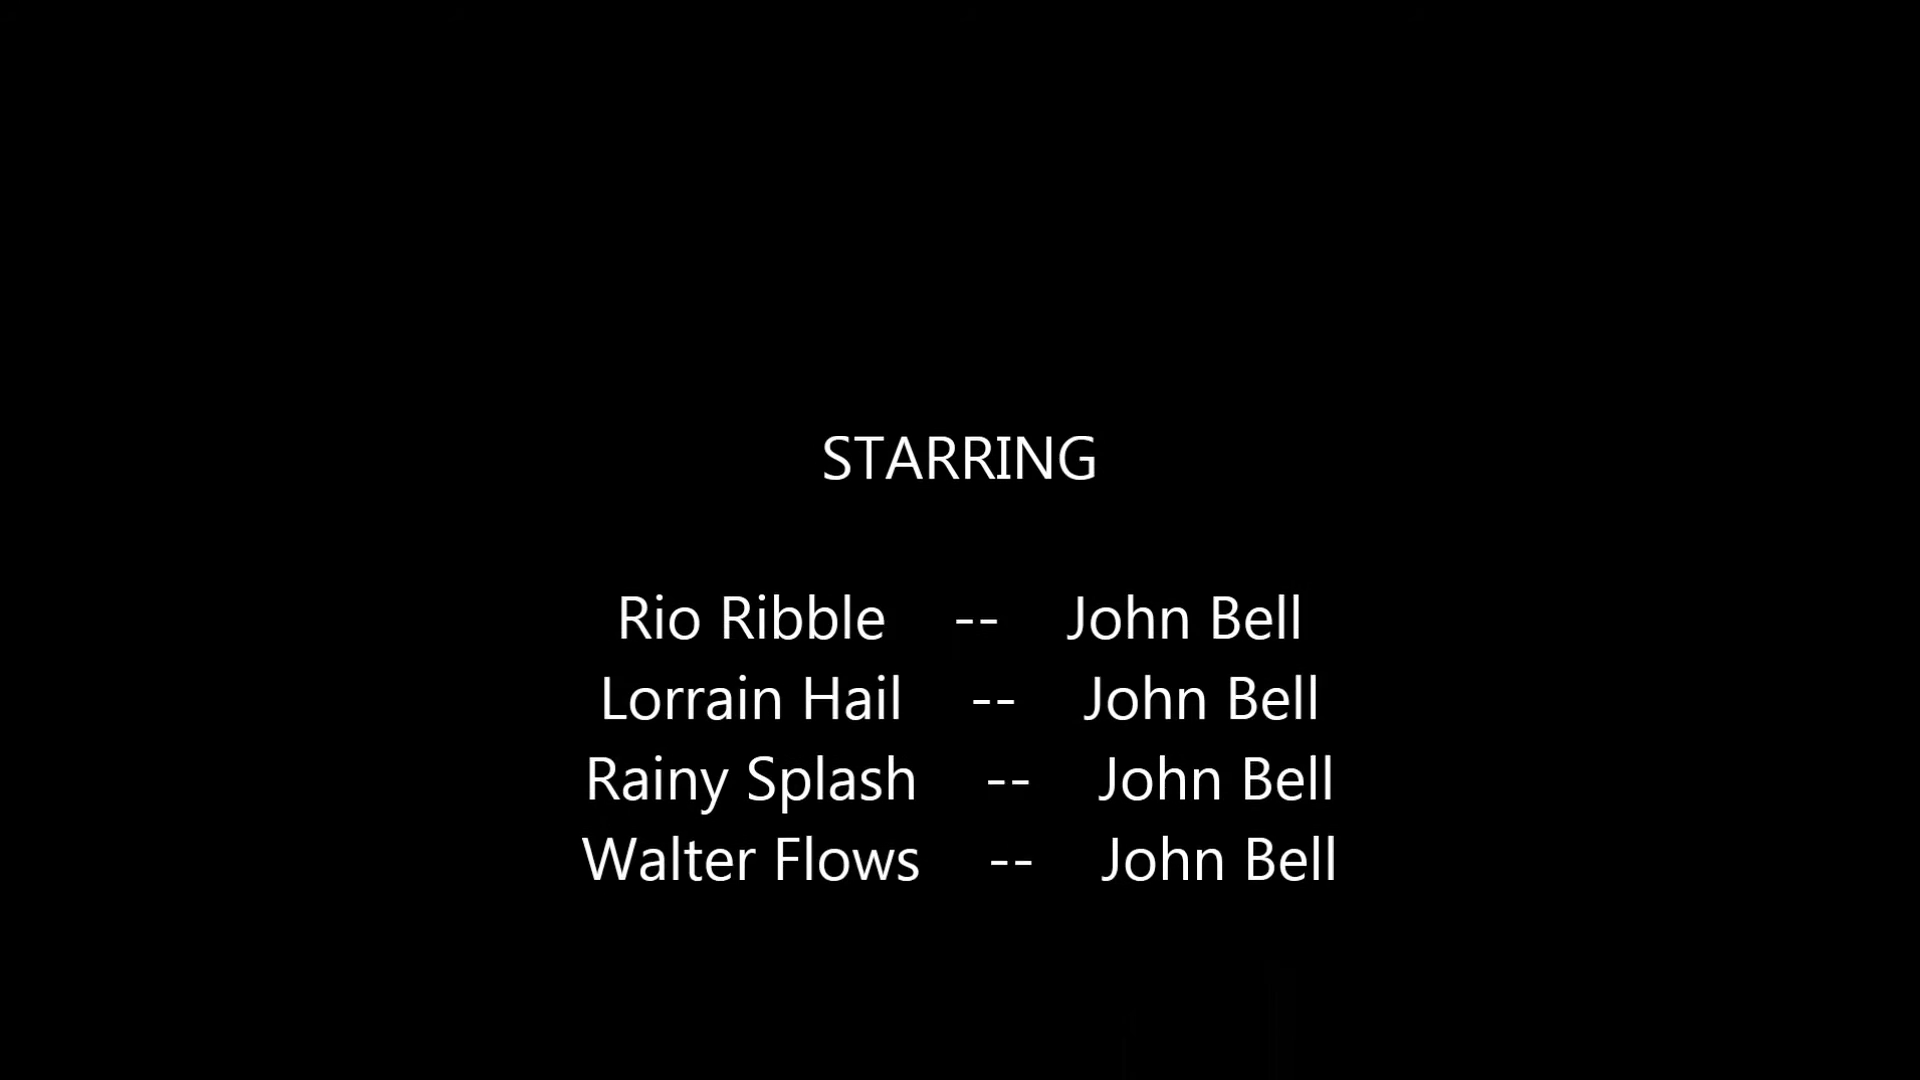 STARRING
Rio Ribble -- John Bell
Lorrain Hail -- John Bell
Rainy Splash -- John Bell
Walter Flows -- John Bell